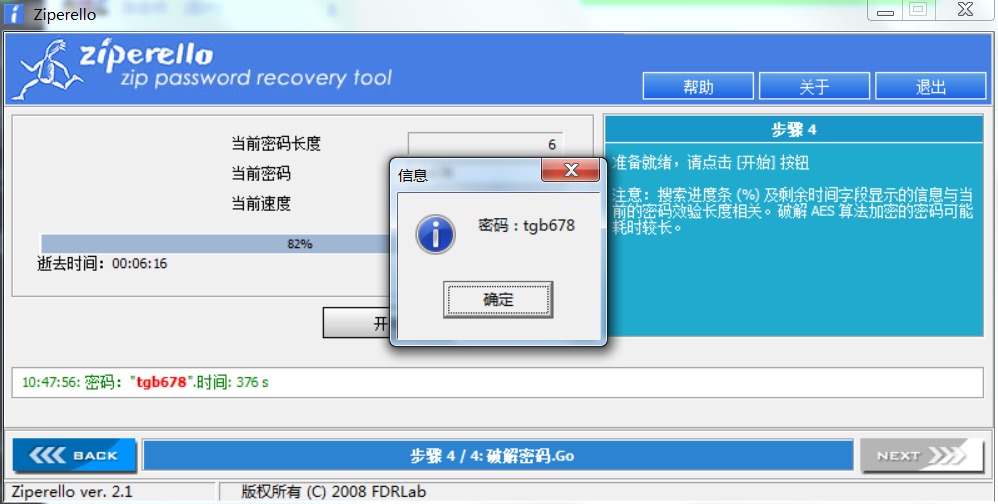 Ziperello
ziperello
zip password recovery tool
帮助
关于
退出
当前密码长度
6
当前密码
当前速度
82%
逝去时间：00:06:16
开
信息
密码：tgb678
确定
步骤 4
准备就绪，请点击 [开始] 按钮
注意：搜索进度条 (%) 及剩余时间字段显示的信息与当
前的密码效验长度相关。破解 AES 算法加密的密码可能
耗时较长。
10:47:56: 密码："tgb678".时间: 376 s
BACK
步骤 4 / 4: 破解密码.Go
NEXT
Ziperello ver. 2.1
版权所有 (C) 2008 FDRLab